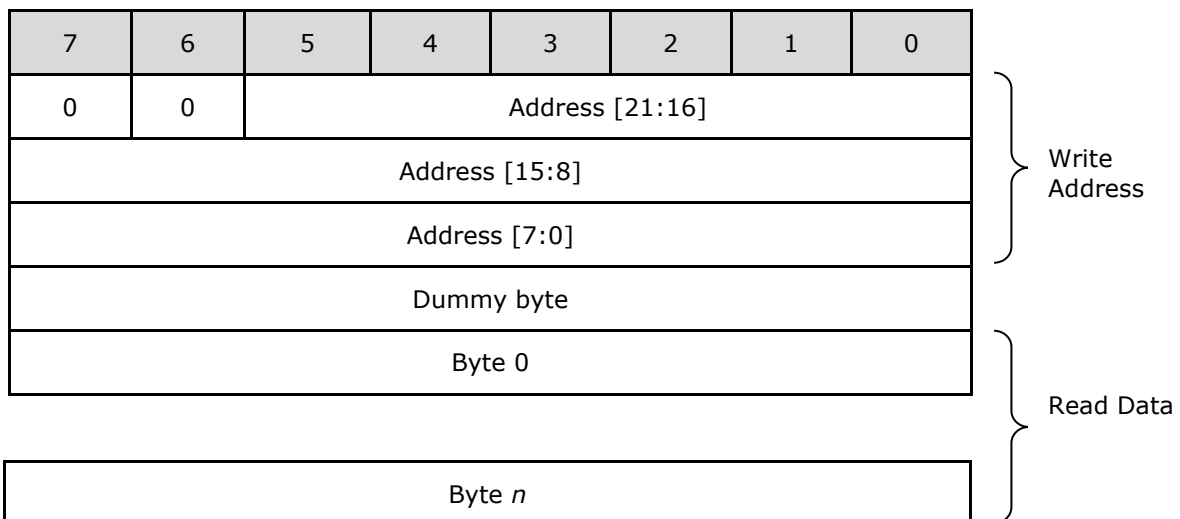 7 6 5 4 3 2 1 0
0 0 Address [21:16]
Address [15:8]
Write
Address
Address [7:0]
Dummy byte
Byte 0
Read Data
Byte n